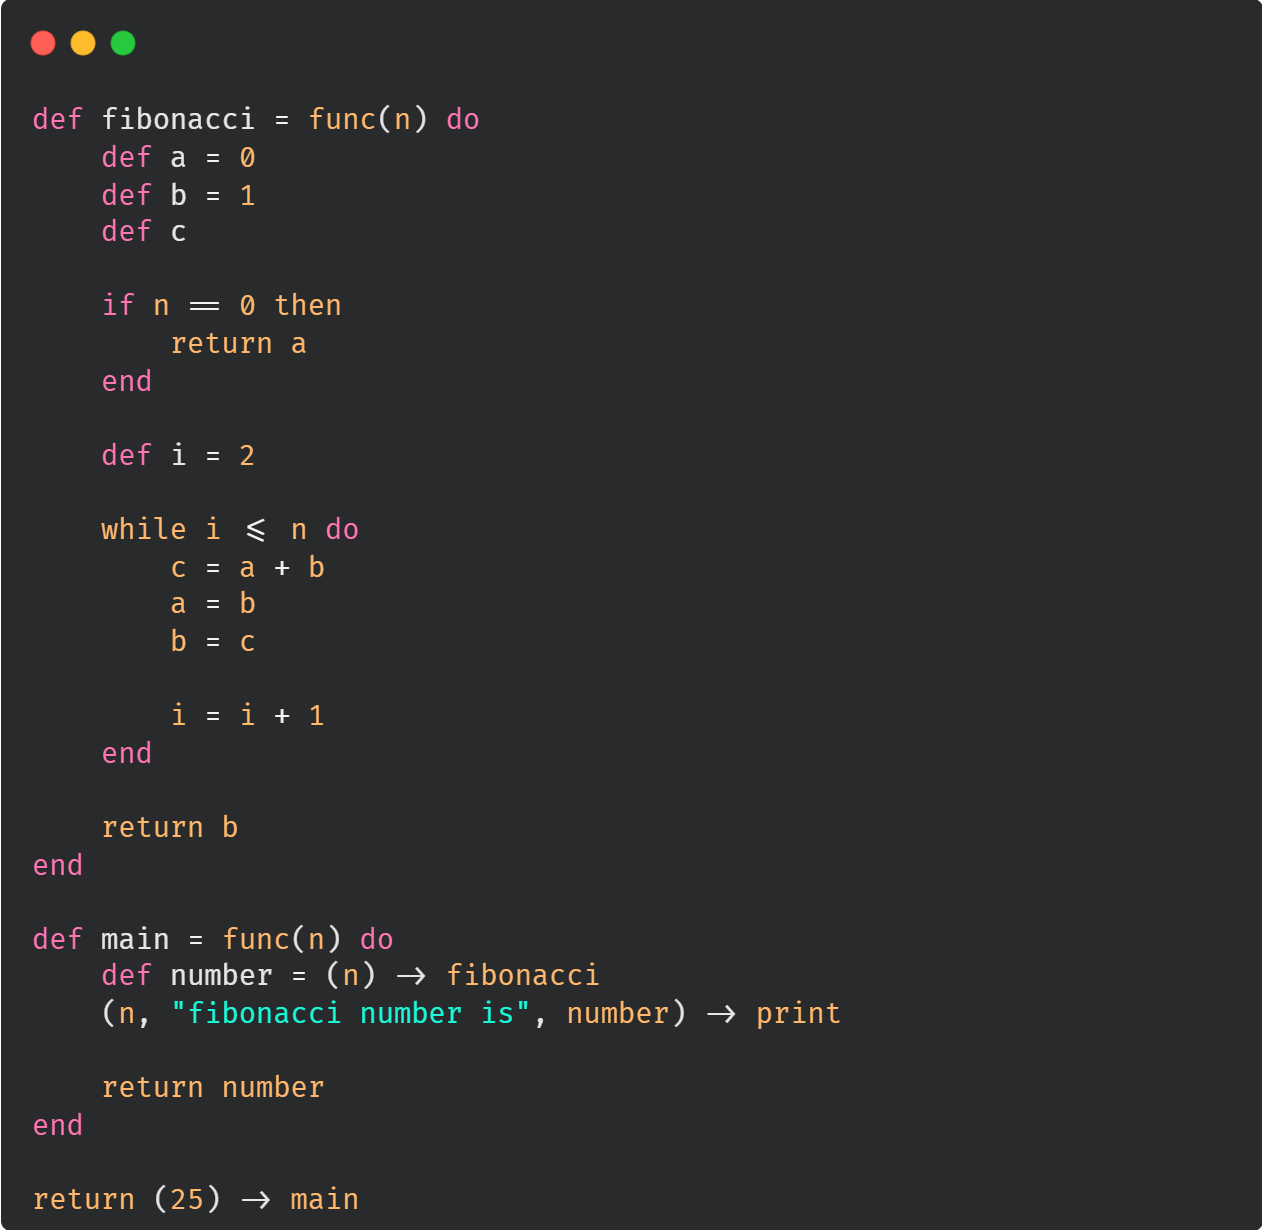 def fibonacci = func(n) do
    def a = 0
    def b = 1
    def c

    if n == 0 then
        return a
    end

    def i = 2

    while i <= n do
        c = a + b
        a = b
        b = c

        i = i + 1
    end

    return b
end

def main = func(n) do
    def number = (n) -> fibonacci
    (n, "fibonacci number is", number) -> print

    return number
end

return (25) -> main